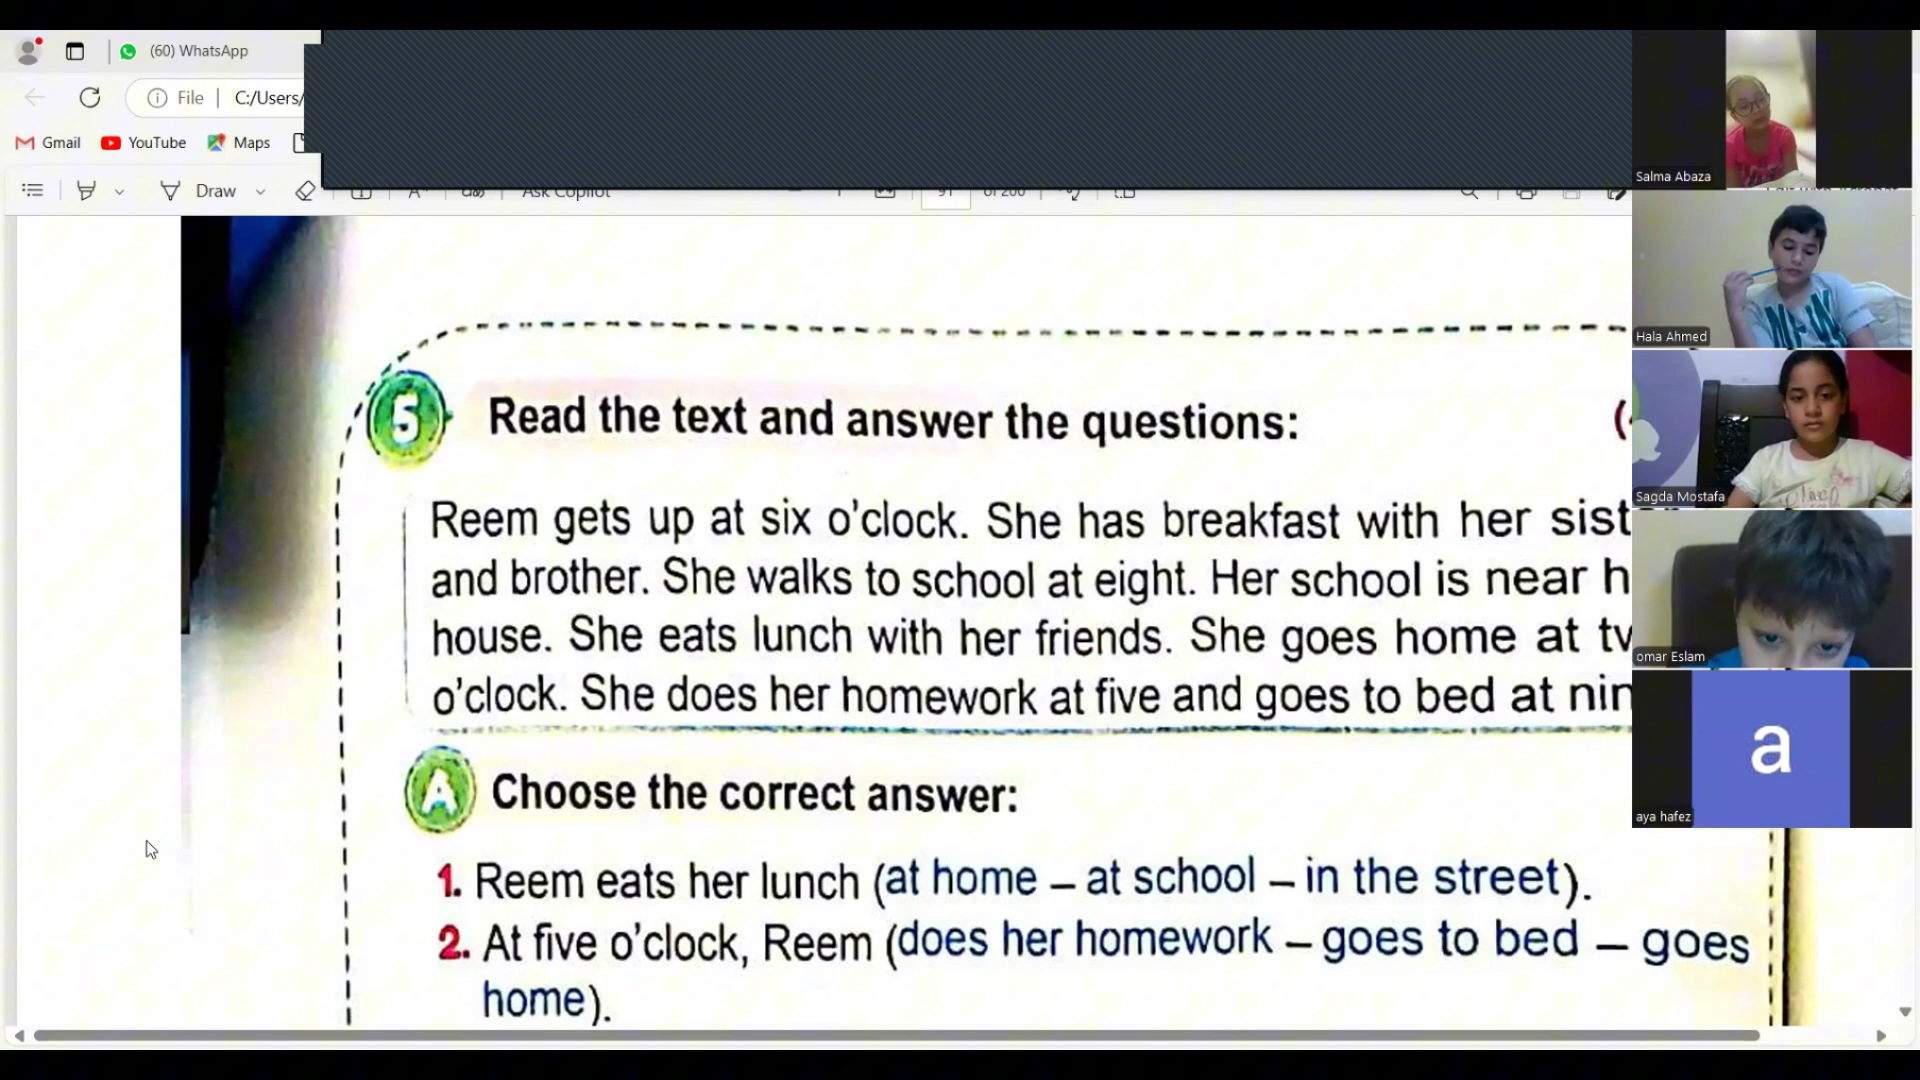 (60) WhatsApp
File C:/Users/
Gmail YouTube Maps
Draw Ask Copilot 91 of 200
Salma Abaza
Hala Ahmed
Sagda Mostafa
omar Eslam
a
aya hafez
5 Read the text and answer the questions:
Reem gets up at six o'clock. She has breakfast with her sist
and brother. She walks to school at eight. Her school is near h
house. She eats lunch with her friends. She goes home at tw
o'clock. She does her homework at five and goes to bed at nin
A Choose the correct answer:
1. Reem eats her lunch (at home – at school – in the street).
2. At five o'clock, Reem (does her homework – goes to bed – goes
home).